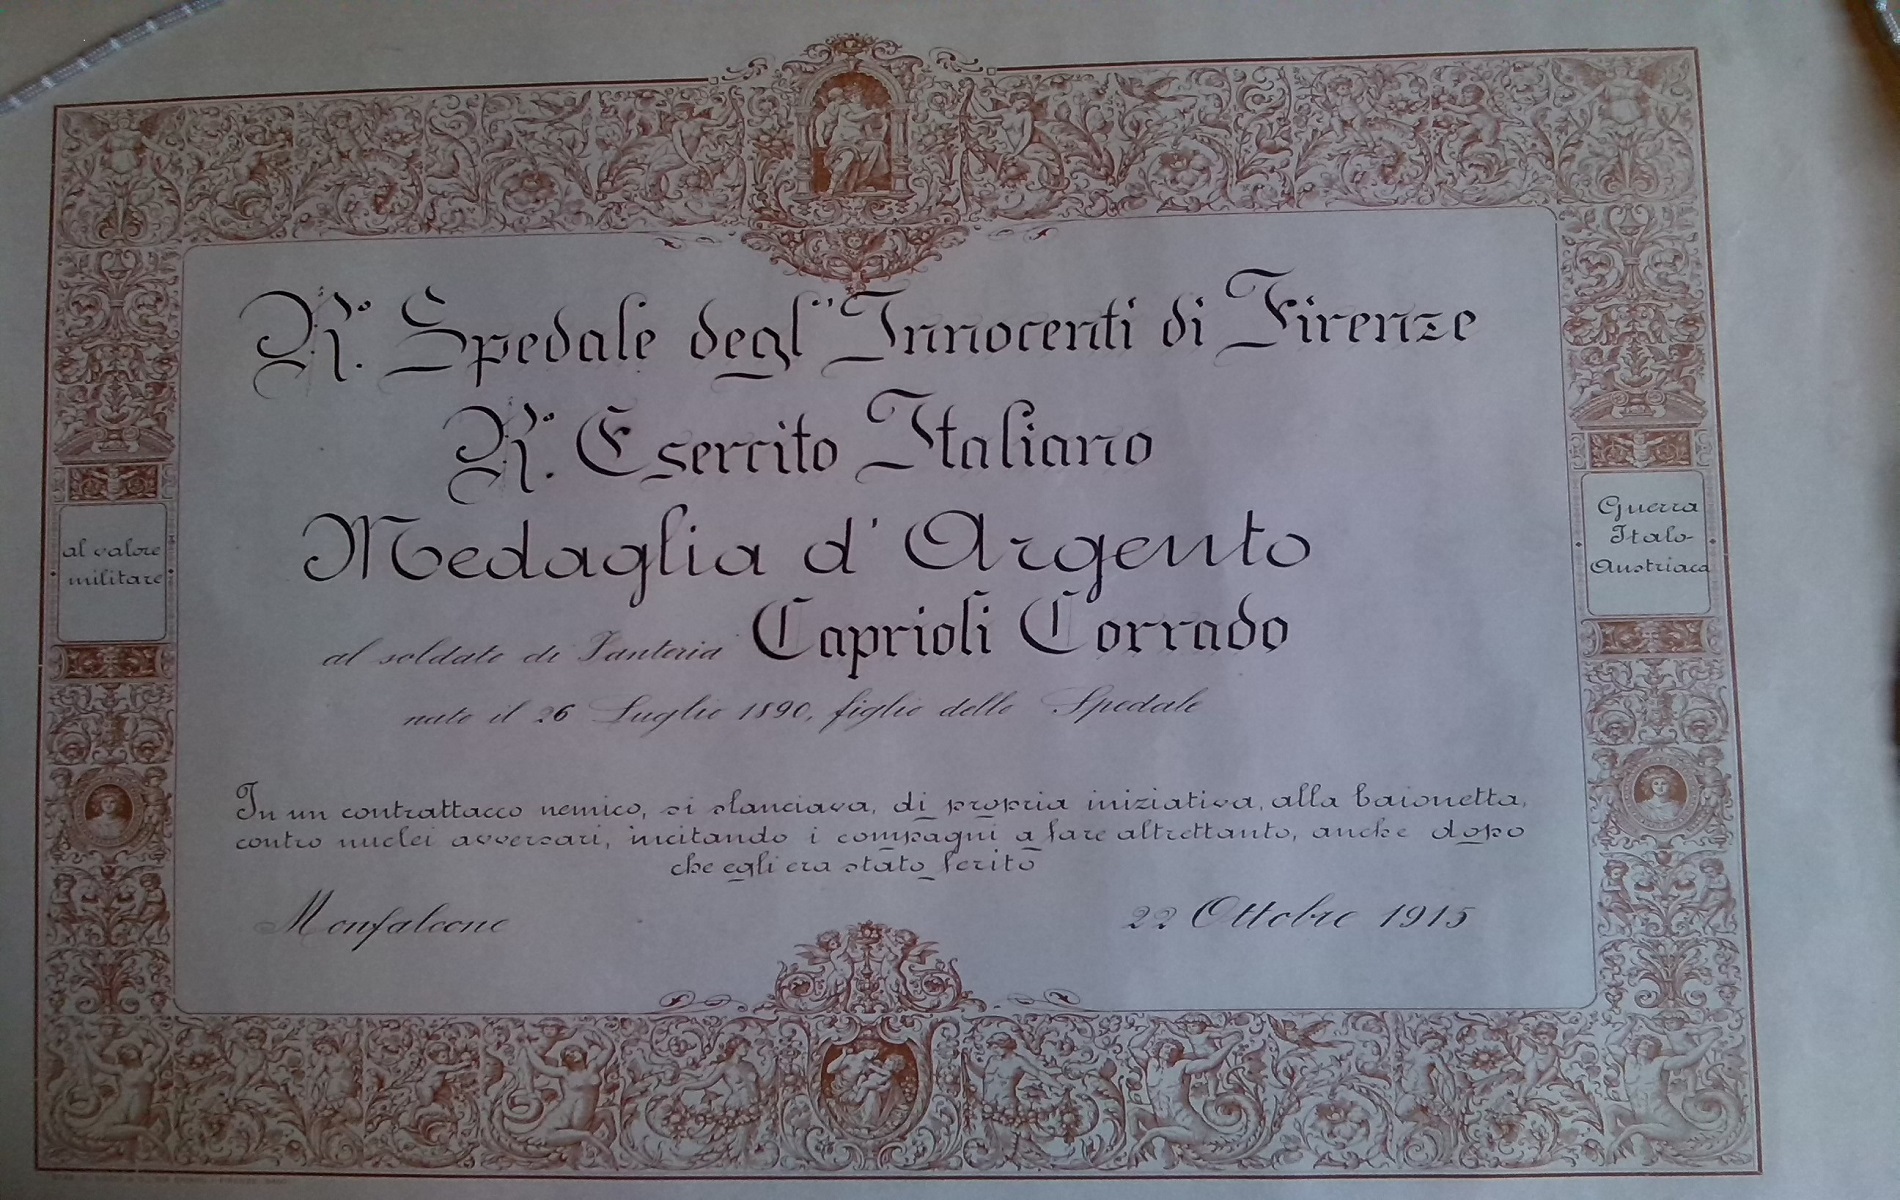 R. Spedale degl' Innocenti di Firenze
R. Esercito Italiano
Medaglia d' Argento
al valore
militare
Guerra
Italo-
Austriaca
al soldato di Fanteria Caprioli Corrado
nato il 26 Luglio 1890, figlio dello Spedale
In un contrattacco nemico, si slanciava, di propria iniziativa, alla baionetta,
contro nuclei avversari, incitando i compagni a fare altrettanto, anche dopo
che egli era stato ferito
Monfalcone 22 Ottobre 1915